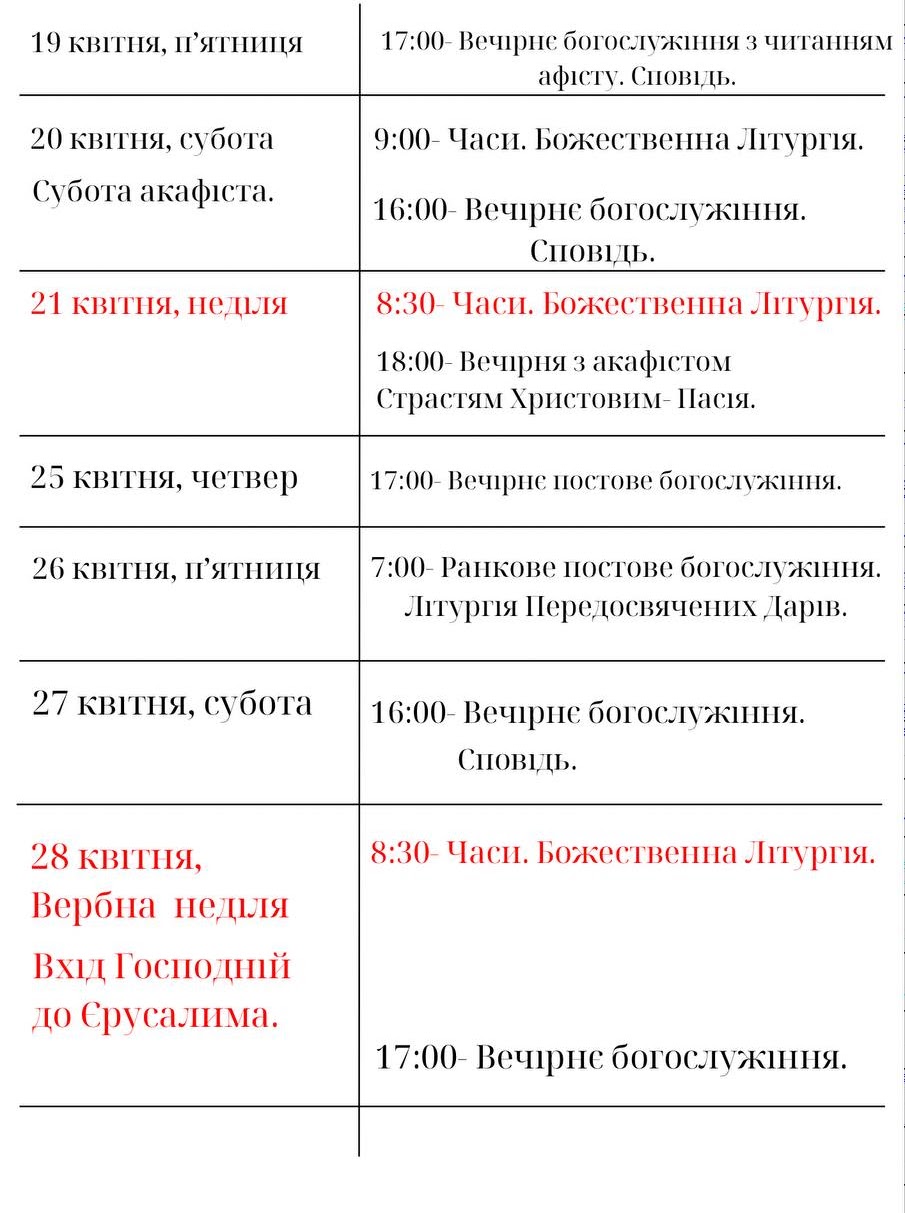 19 квітня, п’ятниця
17:00- Вечірнє богослужіння з читанням
афісту. Сповідь.
20 квітня, субота
Субота акафіста.
9:00- Часи. Божественна Літургія.
16:00- Вечірнє богослужіння.
Сповідь.
21 квітня, неділя
8:30- Часи. Божественна Літургія.
18:00- Вечірня з акафістом
Страстям Христовим- Пасія.
25 квітня, четвер
17:00- Вечірнє постове богослужіння.
26 квітня, п’ятниця
7:00- Ранкове постове богослужіння.
Літургія Передосвячених Дарів.
27 квітня, субота
16:00- Вечірнє богослужіння.
Сповідь.
28 квітня,
Вербна неділя
Вхід Господній
до Єрусалима.
8:30- Часи. Божественна Літургія.
17:00- Вечірнє богослужіння.